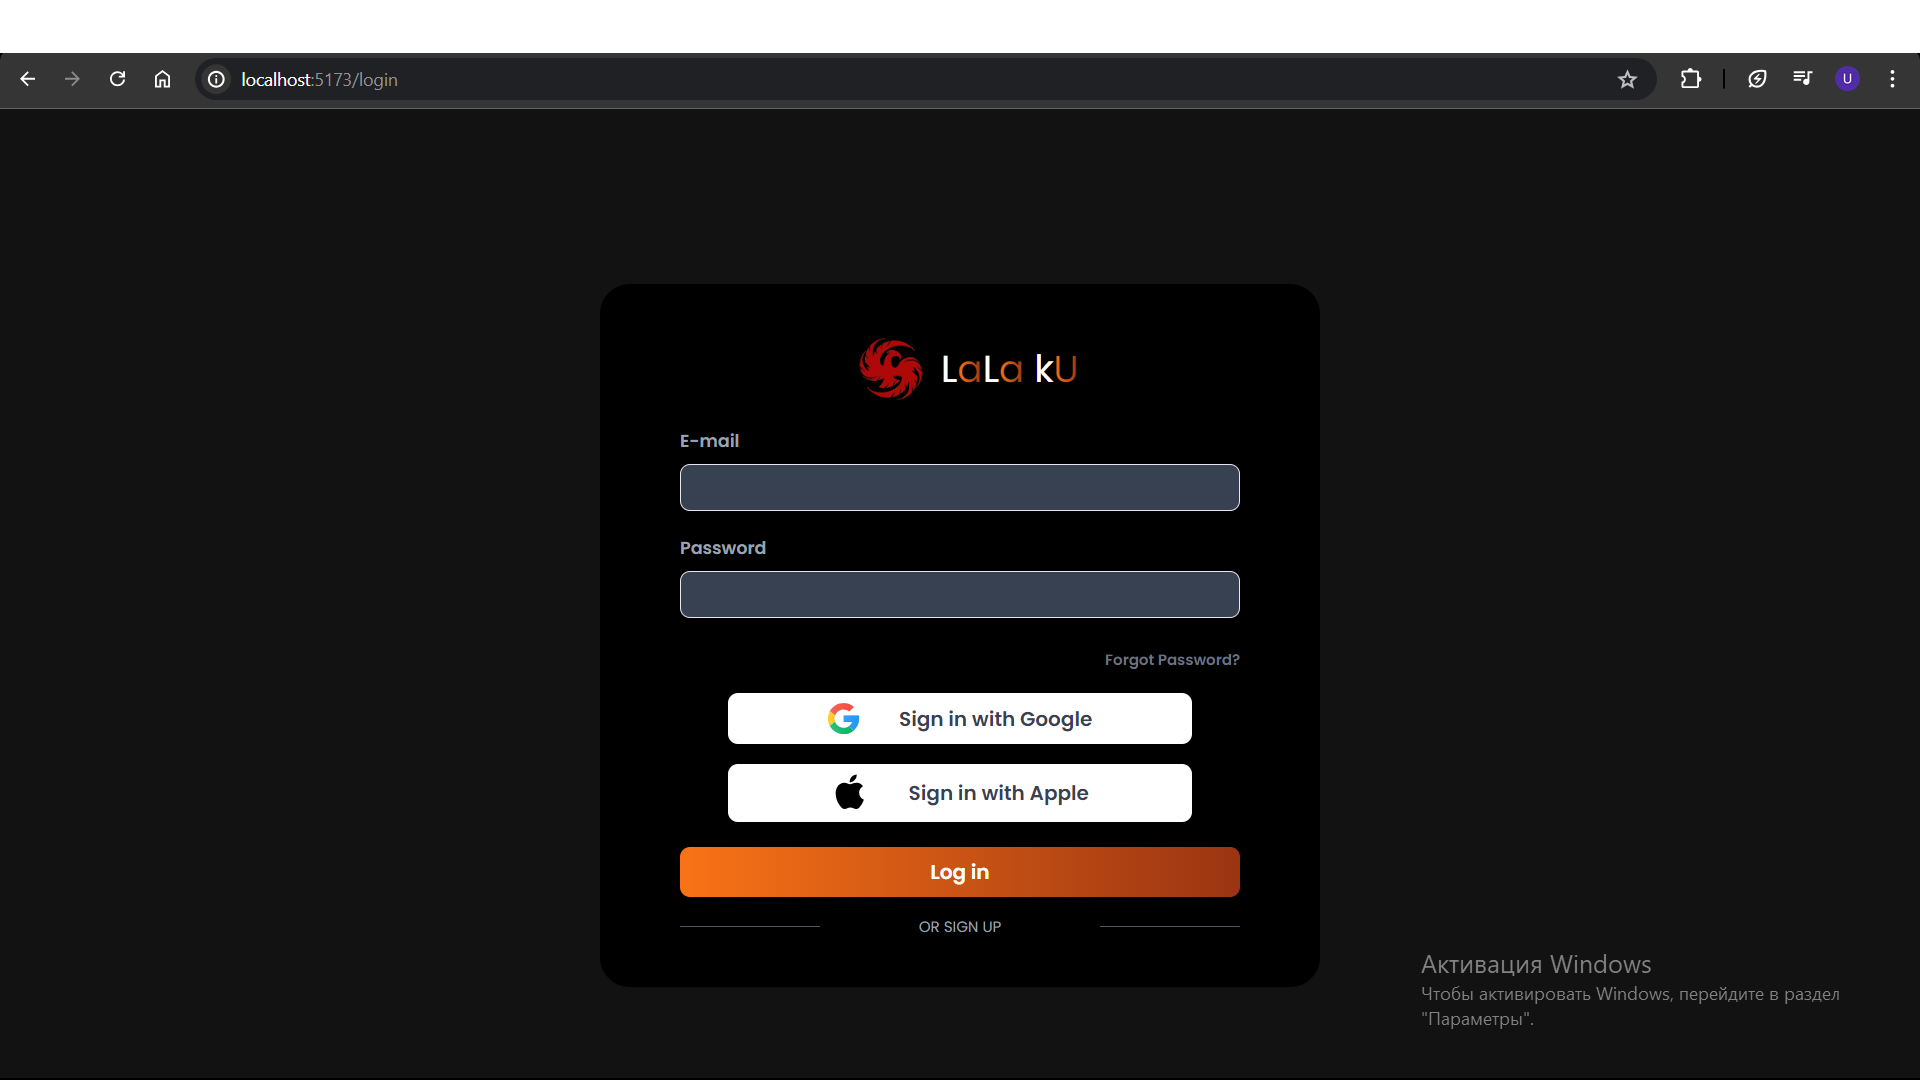 localhost:5173/login
U
LaLa kU
E-mail
Password
Forgot Password?
Sign in with Google
Sign in with Apple
Log in
OR SIGN UP
Активация Windows
Чтобы активировать Windows, перейдите в раздел
"Параметры".